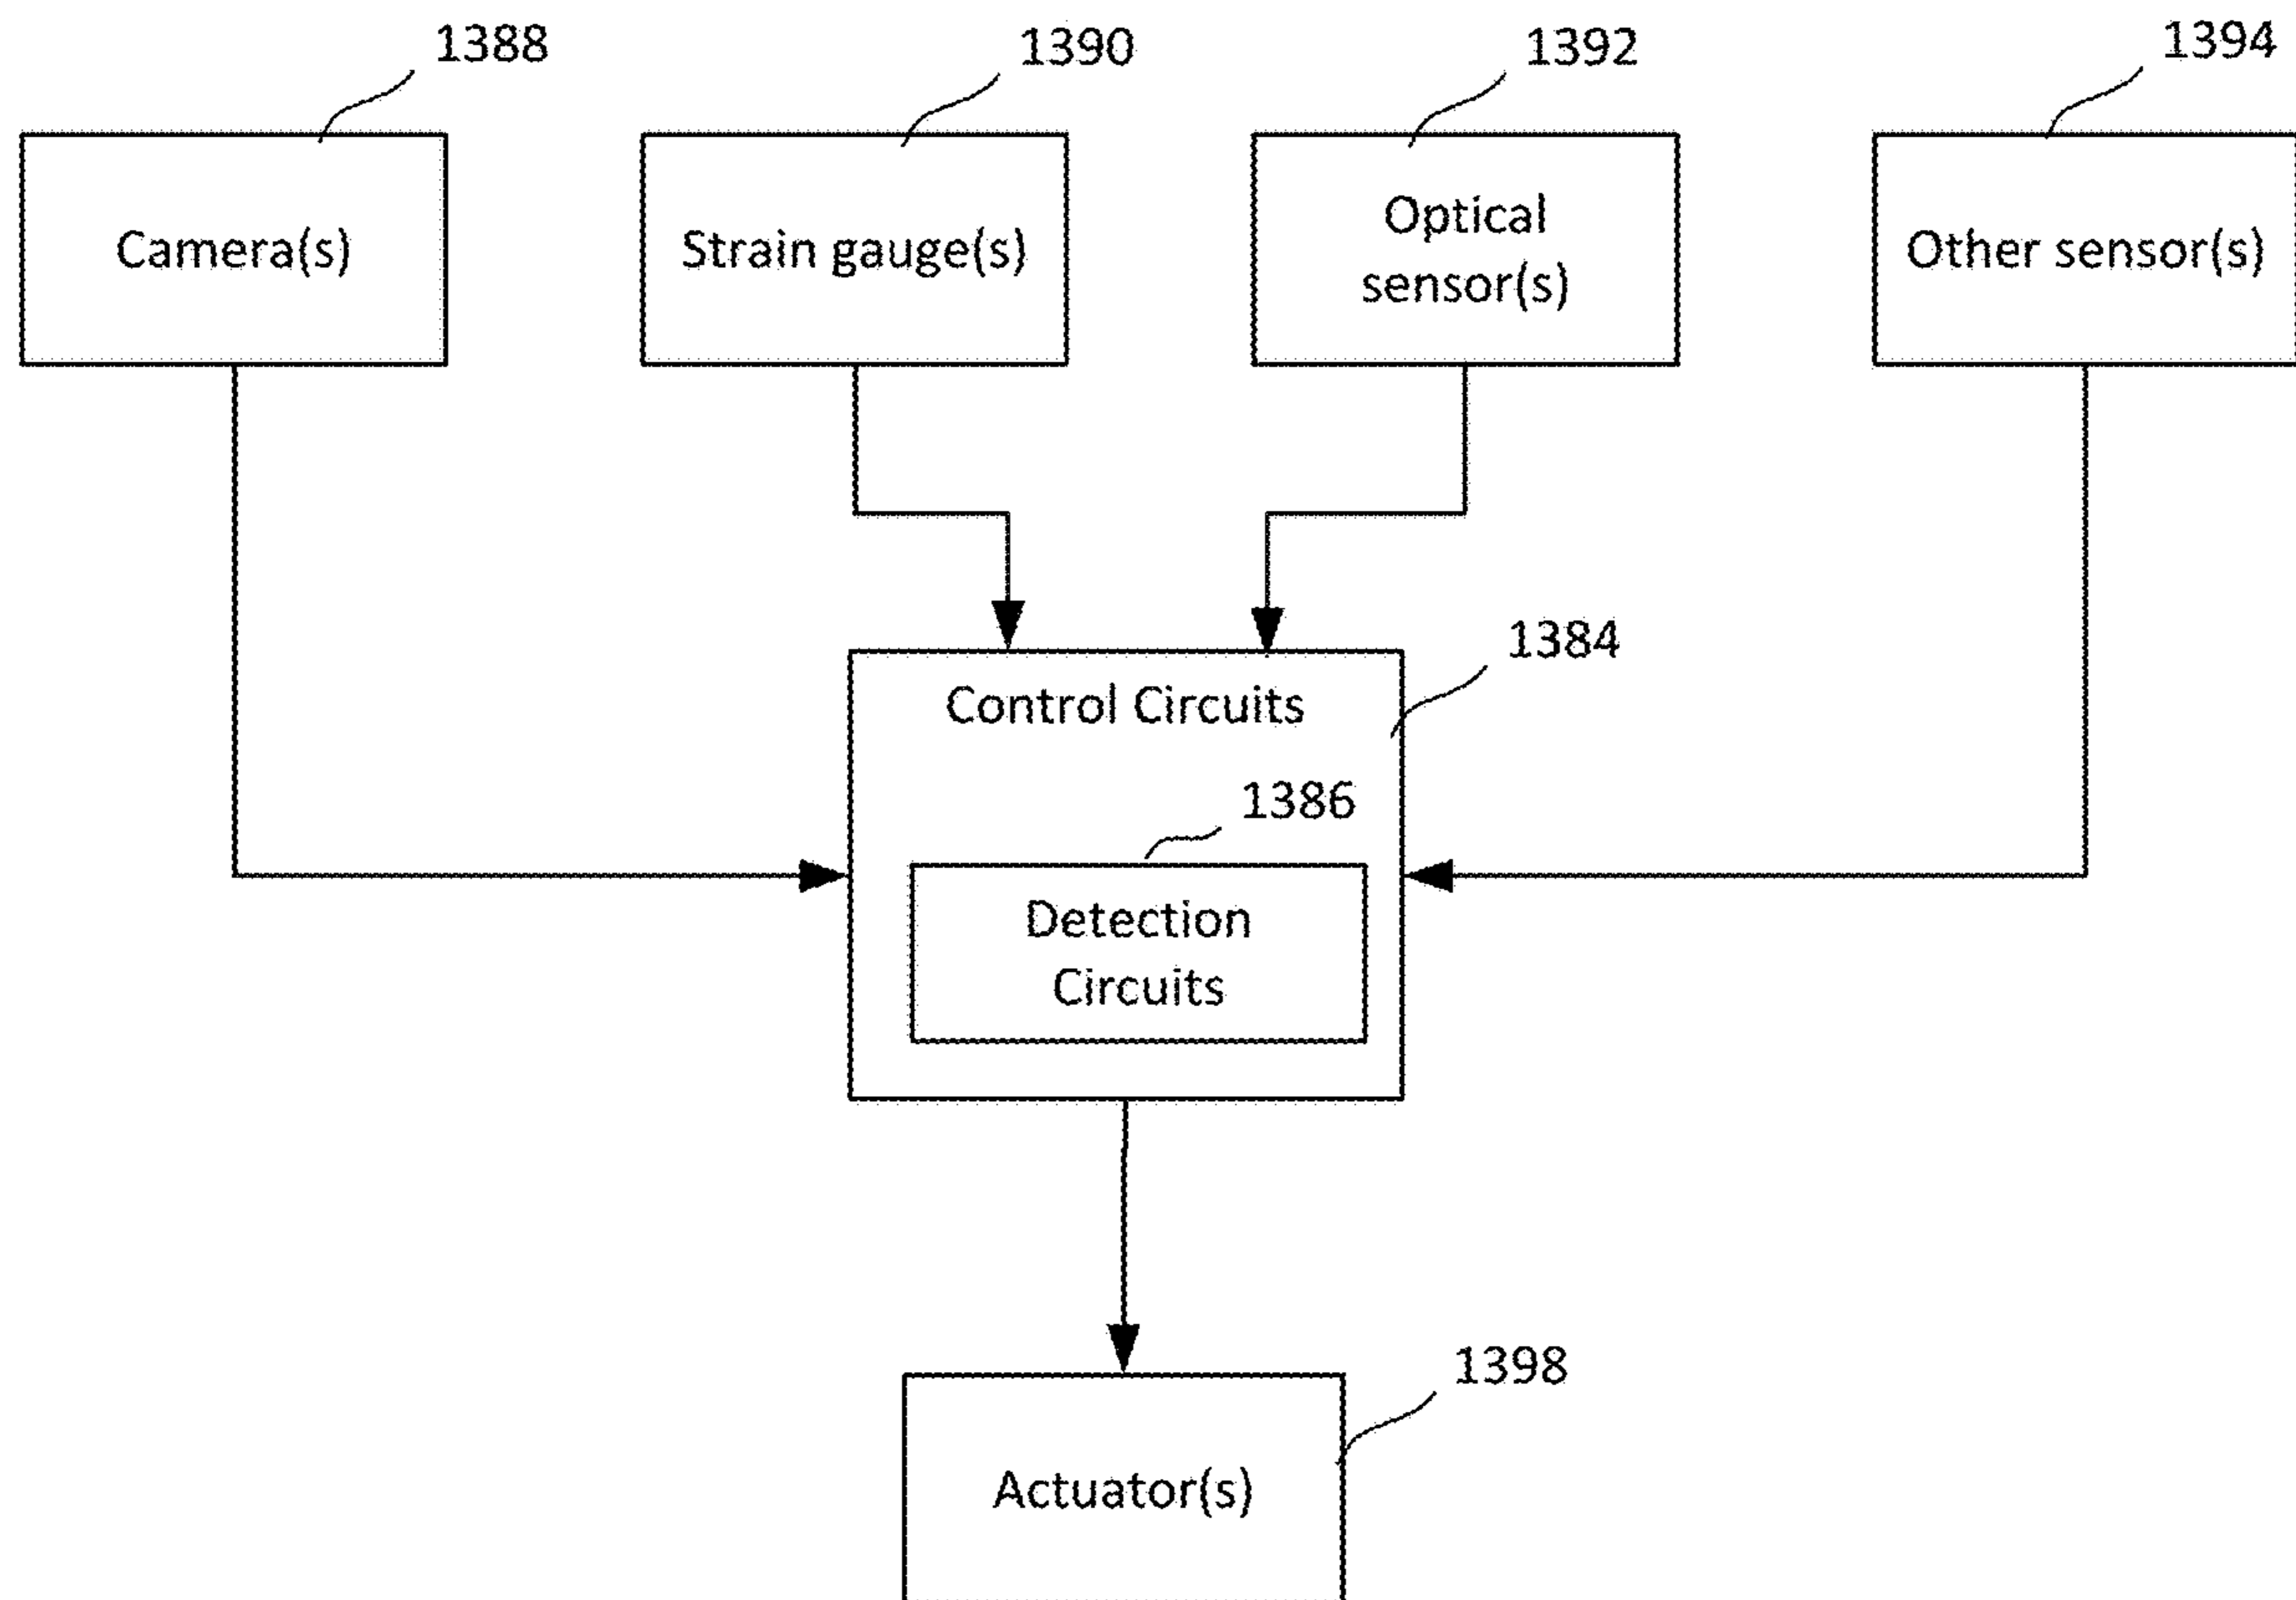 1388
1390
1392
1394
Camera(s)
Strain gauge(s)
Optical
sensor(s)
Other sensor(s)
1384
Control Circuits
1386
Detection
Circuits
1398
Actuator(s)